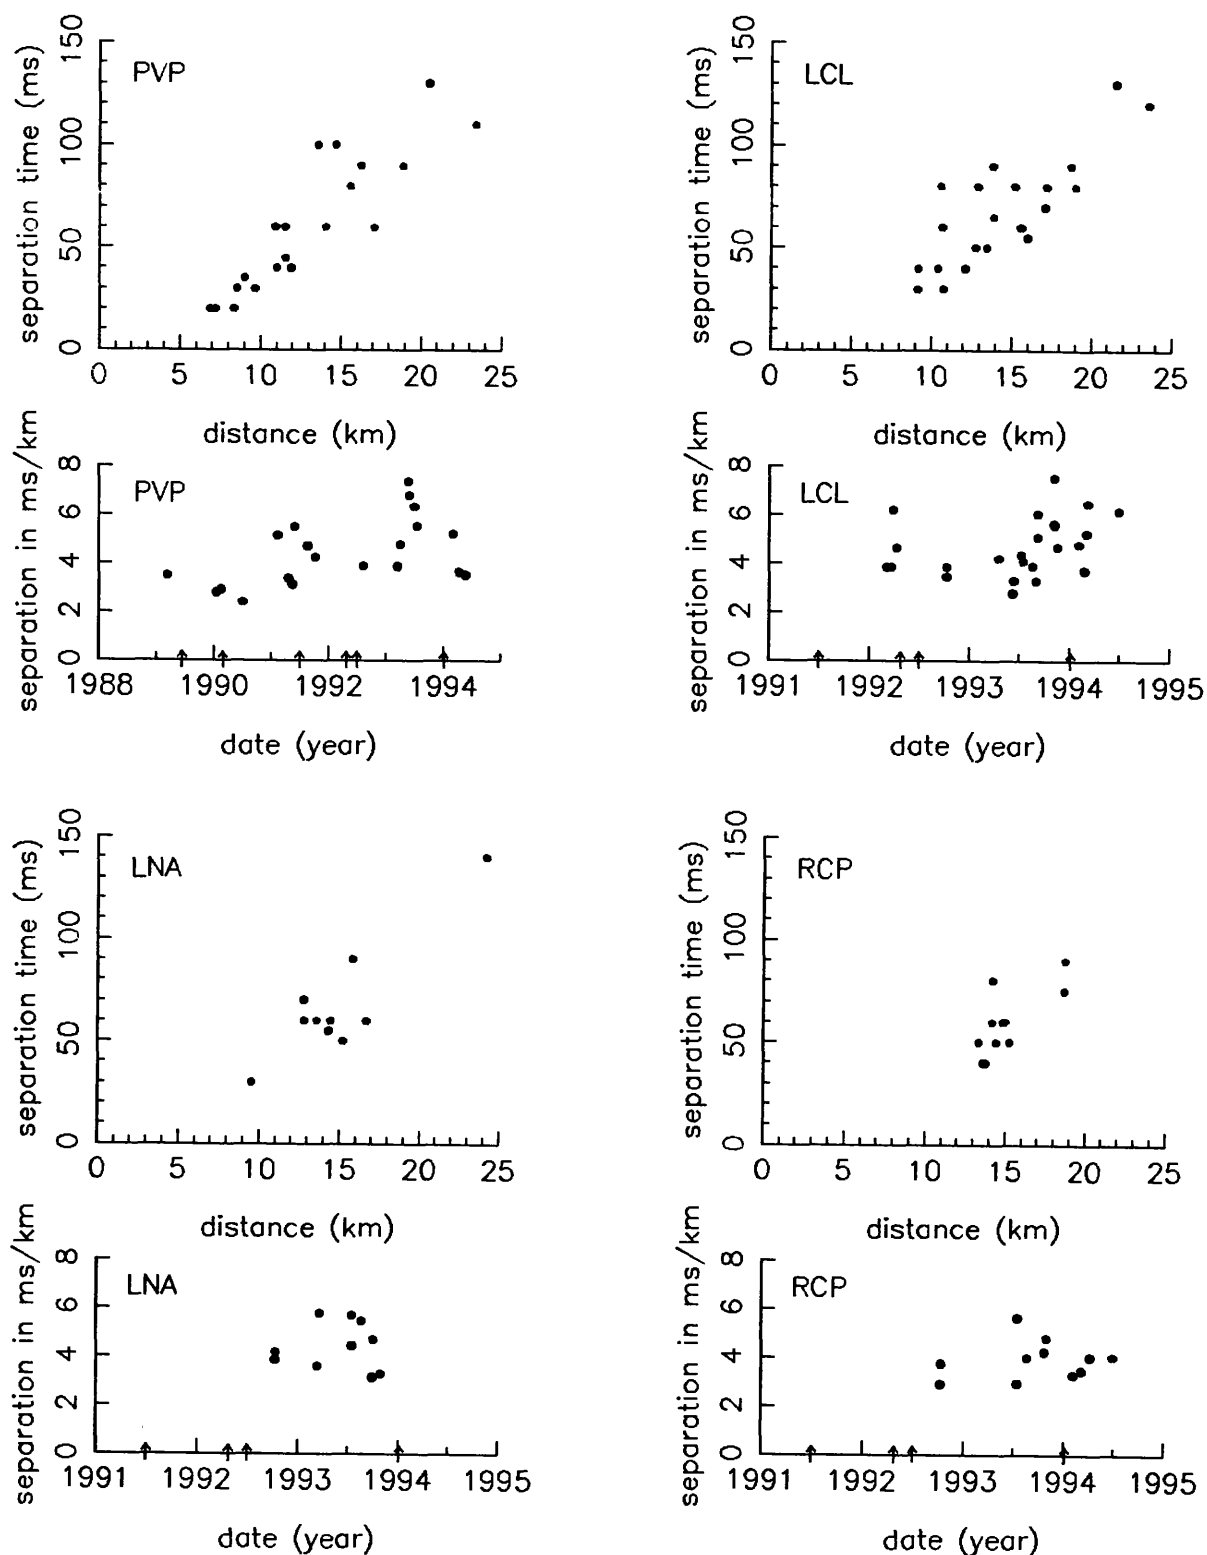 PVP
separation time (ms)
150
100
50
0
0 5 10 15 20 25
distance (km)
LCL
separation time (ms)
150
100
50
0
0 5 10 15 20 25
distance (km)
PVP
separation in ms/km
8
6
4
2
0
1988 1990 1992 1994
date (year)
LCL
separation in ms/km
8
6
4
2
0
1991 1992 1993 1994 1995
date (year)
LNA
separation time (ms)
150
100
50
0
0 5 10 15 20 25
distance (km)
RCP
separation time (ms)
150
100
50
0
0 5 10 15 20 25
distance (km)
LNA
separation in ms/km
8
6
4
2
0
1991 1992 1993 1994 1995
date (year)
RCP
separation in ms/km
8
6
4
2
0
1991 1992 1993 1994 1995
date (year)